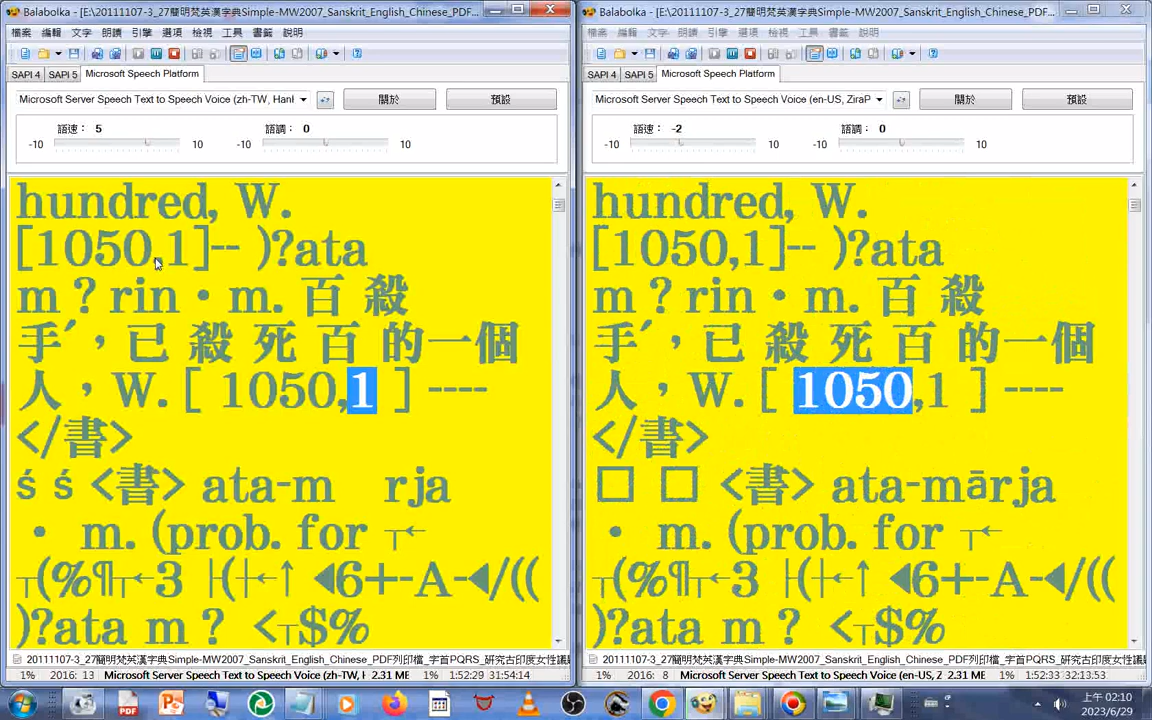 Balabolka - [E:\20111107-3_27簡明梵英漢字典Simple-MW2007_Sanskrit_English_Chinese_PDF...
檔案 編輯 文字 朗讀 引擎 選項 檢視 工具 書籤 說明
SAPI 4 SAPI 5 Microsoft Speech Platform
Microsoft Server Speech Text to Speech Voice (zh-TW, Hanl
關於 預設
語速： 5 語調： 0
-10 10 -10 10
hundred, W.
[1050,1]-- )?ata
m？rin‧m. 百 殺
手ˊ，已 殺 死 百 的一個
人，W. [ 1050,1 ] ----
</書>
ś ś <書> ata-m rja
‧ m. (prob. for ┬←
┬(%¶┬←3 ├(┼←↑ ◄6+-A-◄/((
)?ata m？ <┬$%
20111107-3_27簡明梵英漢字典Simple-MW2007_Sanskrit_English_Chinese_PDF列印檔_字首PQRS_研究古印度女性議
1% 2016: 13 Microsoft Server Speech Text to Speech Voice (zh-TW, H 2.31 ME 1% 1:52:29 31:54:14
Balabolka - [E:\20111107-3_27簡明梵英漢字典Simple-MW2007_Sanskrit_English_Chinese_PDF...
檔案 編輯 文字 朗讀 引擎 選項 檢視 工具 書籤 說明
SAPI 4 SAPI 5 Microsoft Speech Platform
Microsoft Server Speech Text to Speech Voice (en-US, ZiraP
關於 預設
語速： -2 語調： 0
-10 10 -10 10
hundred, W.
[1050,1]-- )?ata
m？rin‧m. 百 殺
手ˊ，已 殺 死 百 的一個
人，W. [ 1050,1 ] ----
</書>
□ □ <書> ata-mārja
‧ m. (prob. for ┬←
┬(%¶┬←3 ├(┼←↑ ◄6+-A-◄/((
)?ata m？ <┬$%
20111107-3_27簡明梵英漢字典Simple-MW2007_Sanskrit_English_Chinese_PDF列印檔_字首PQRS_研究古印度女性議
1% 2016: 8 Microsoft Server Speech Text to Speech Voice (en-US, Z 2.31 ME 1% 1:52:33 32:13:53
上午 02:10
2023/6/29